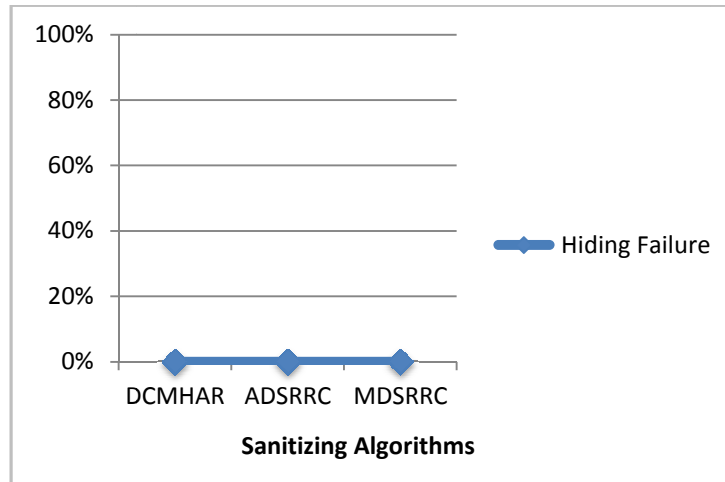 100%
80%
60%
40%
20%
0%
DCMHAR ADSRRC MDSRRC
Sanitizing Algorithms
Hiding Failure